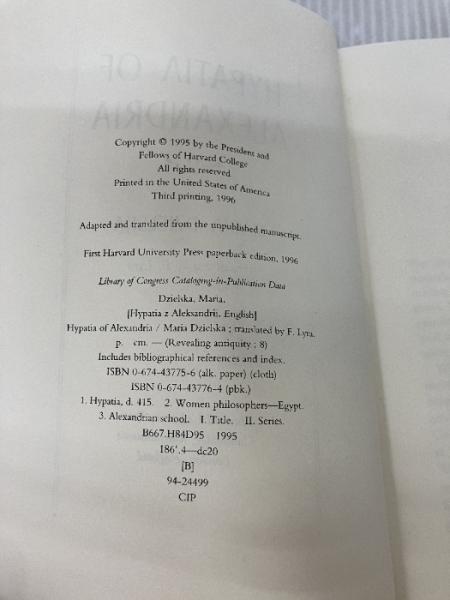 Copyright © 1995 by the President and
Fellows of Harvard College
All rights reserved
Printed in the United States of America
Third printing, 1996
Adapted and translated from the unpublished manuscript.
First Harvard University Press paperback edition, 1996
Library of Congress Cataloging-in-Publication Data
Dzielska, Maria.
[Hypatia z Aleksandrii. English]
Hypatia of Alexandria / Maria Dzielska ; translated by F. Lyra.
p. cm. — (Revealing antiquity ; 8)
Includes bibliographical references and index.
ISBN 0-674-43775-6 (alk. paper) (cloth)
ISBN 0-674-43776-4 (pbk.)
1. Hypatia, d. 415. 2. Women philosophers—Egypt.
3. Alexandrian school. I. Title. II. Series.
B667.H84D95 1995
186'.4—dc20
[B]
94-24499
CIP
HYPATIA OF
ALEXANDRIA